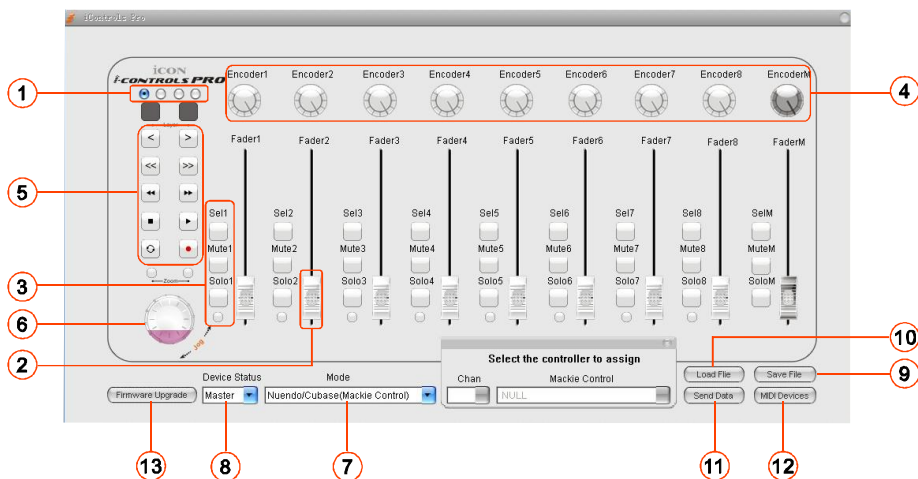 iControls Pro
iCON
i-CONTROLS PRO
Encoder1 Encoder2 Encoder3 Encoder4 Encoder5 Encoder6 Encoder7 Encoder8 EncoderM
1
4
Layer
Fader1 Fader2 Fader3 Fader4 Fader5 Fader6 Fader7 Fader8 FaderM
< >
<< >>
5
Sel1 Sel2 Sel3 Sel4 Sel5 Sel6 Sel7 Sel8 SelM
Mute1 Mute2 Mute3 Mute4 Mute5 Mute6 Mute7 Mute8 MuteM
3
Zoom
Solo1 Solo2 Solo3 Solo4 Solo5 Solo6 Solo7 Solo8 SoloM
6
Jog
2
10
Select the controller to assign
Device Status Mode Chan Mackie Control
Load File Save File
9
Firmware Upgrade Master Nuendo/Cubase(Mackie Control) NULL Send Data MIDI Devices
13 8 7 11 12